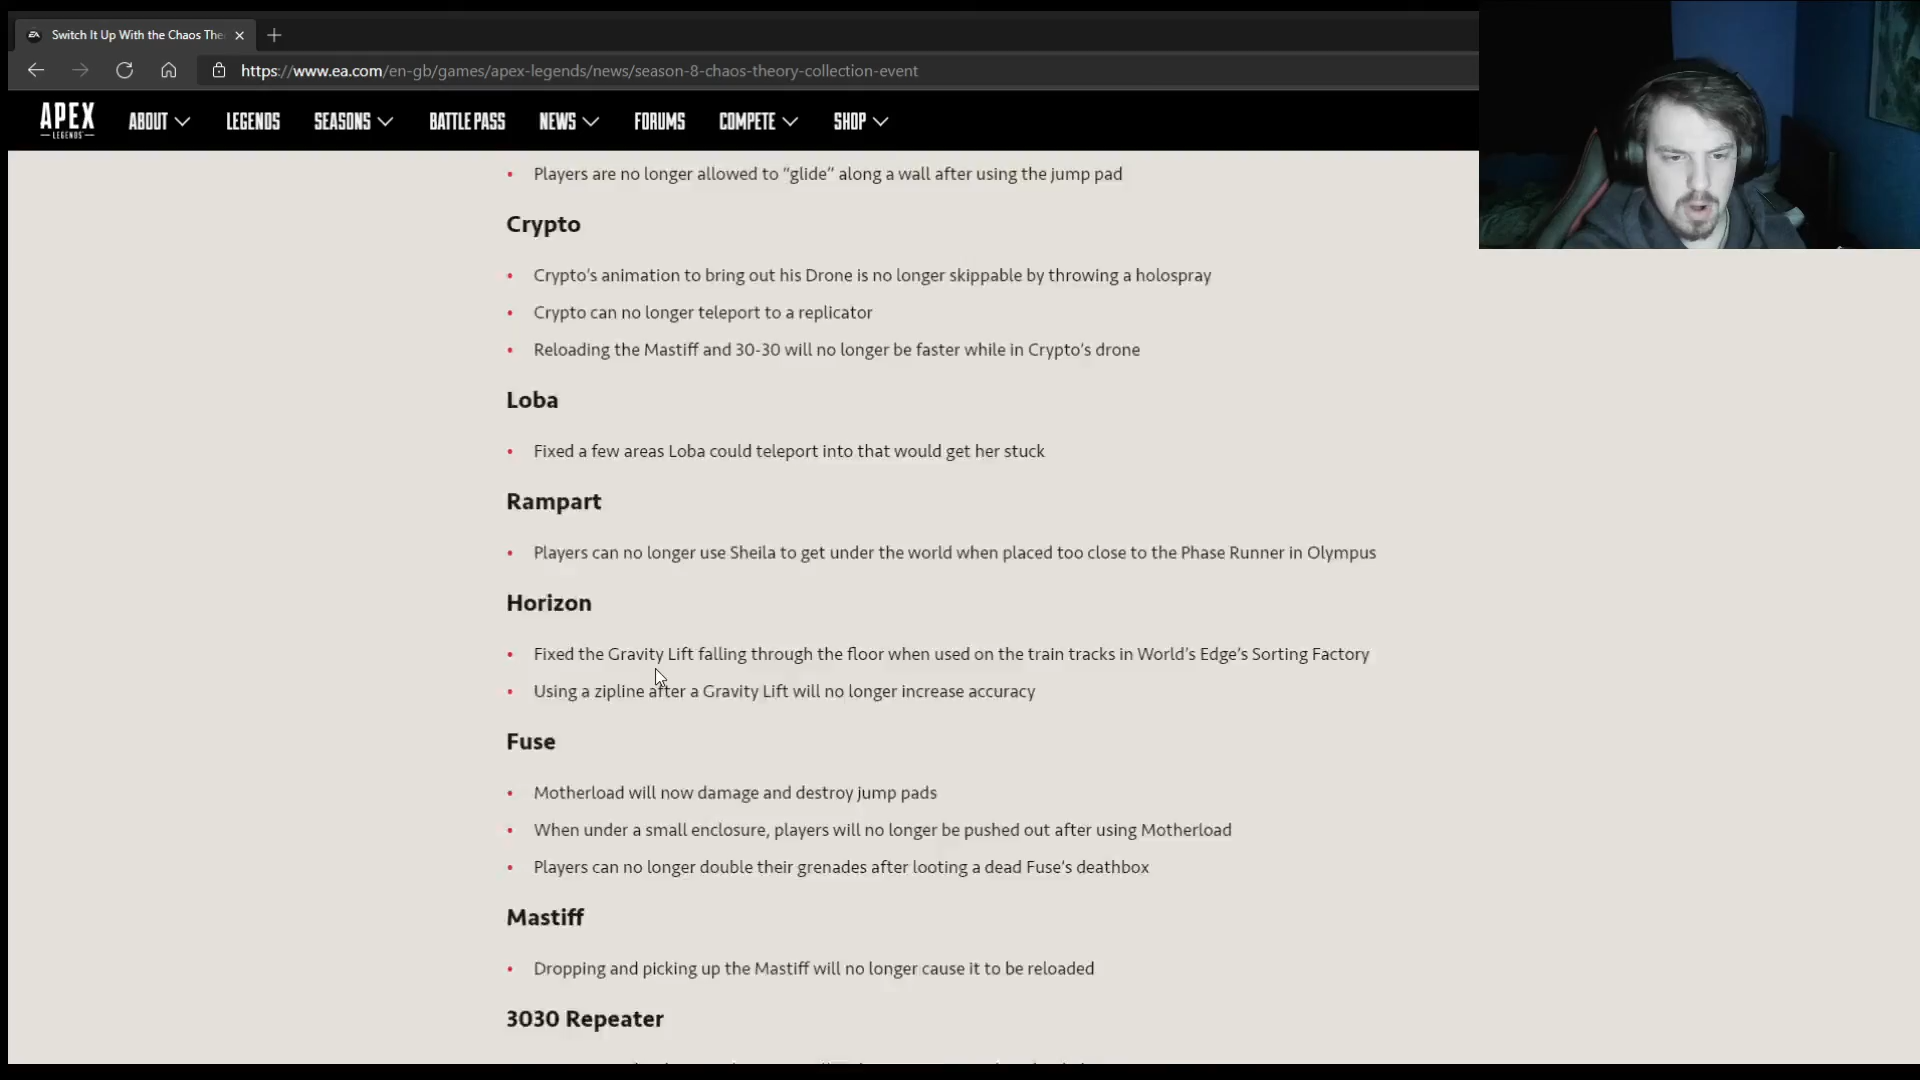 Switch It Up With the Chaos The
https://www.ea.com/en-gb/games/apex-legends/news/season-8-chaos-theory-collection-event
APEX
LEGENDS
ABOUT LEGENDS SEASONS BATTLE PASS NEWS FORUMS COMPETE SHOP
• Players are no longer allowed to “glide” along a wall after using the jump pad
Crypto
• Crypto’s animation to bring out his Drone is no longer skippable by throwing a holospray
• Crypto can no longer teleport to a replicator
• Reloading the Mastiff and 30-30 will no longer be faster while in Crypto’s drone
Loba
• Fixed a few areas Loba could teleport into that would get her stuck
Rampart
• Players can no longer use Sheila to get under the world when placed too close to the Phase Runner in Olympus
Horizon
• Fixed the Gravity Lift falling through the floor when used on the train tracks in World’s Edge’s Sorting Factory
• Using a zipline after a Gravity Lift will no longer increase accuracy
Fuse
• Motherload will now damage and destroy jump pads
• When under a small enclosure, players will no longer be pushed out after using Motherload
• Players can no longer double their grenades after looting a dead Fuse’s deathbox
Mastiff
• Dropping and picking up the Mastiff will no longer cause it to be reloaded
3030 Repeater